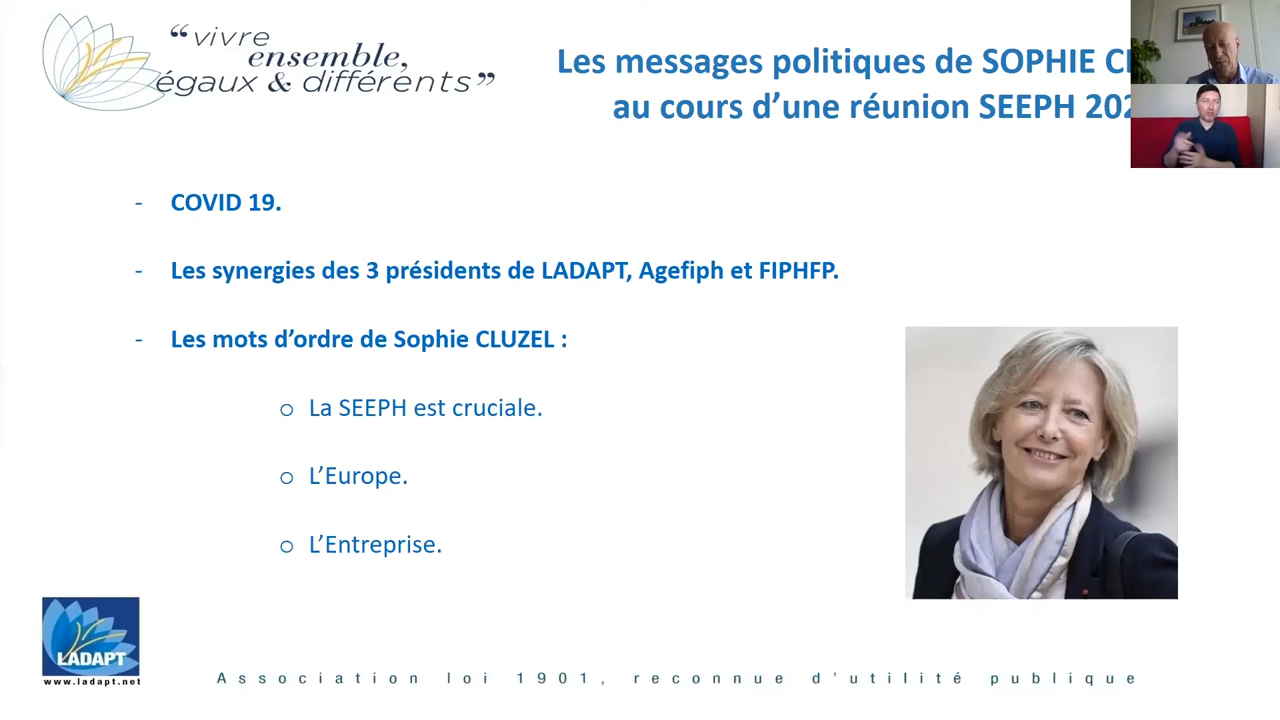 “vivre
ensemble,
égaux & différents”
Les messages politiques de SOPHIE
au cours d’une réunion SEEPH
- COVID 19.
- Les synergies des 3 présidents de LADAPT, Agefiph et FIPHFP.
- Les mots d’ordre de Sophie CLUZEL :
o La SEEPH est cruciale.
o L’Europe.
o L’Entreprise.
LADAPT
www.ladapt.net
Association loi 1901, reconnue d’utilité publique